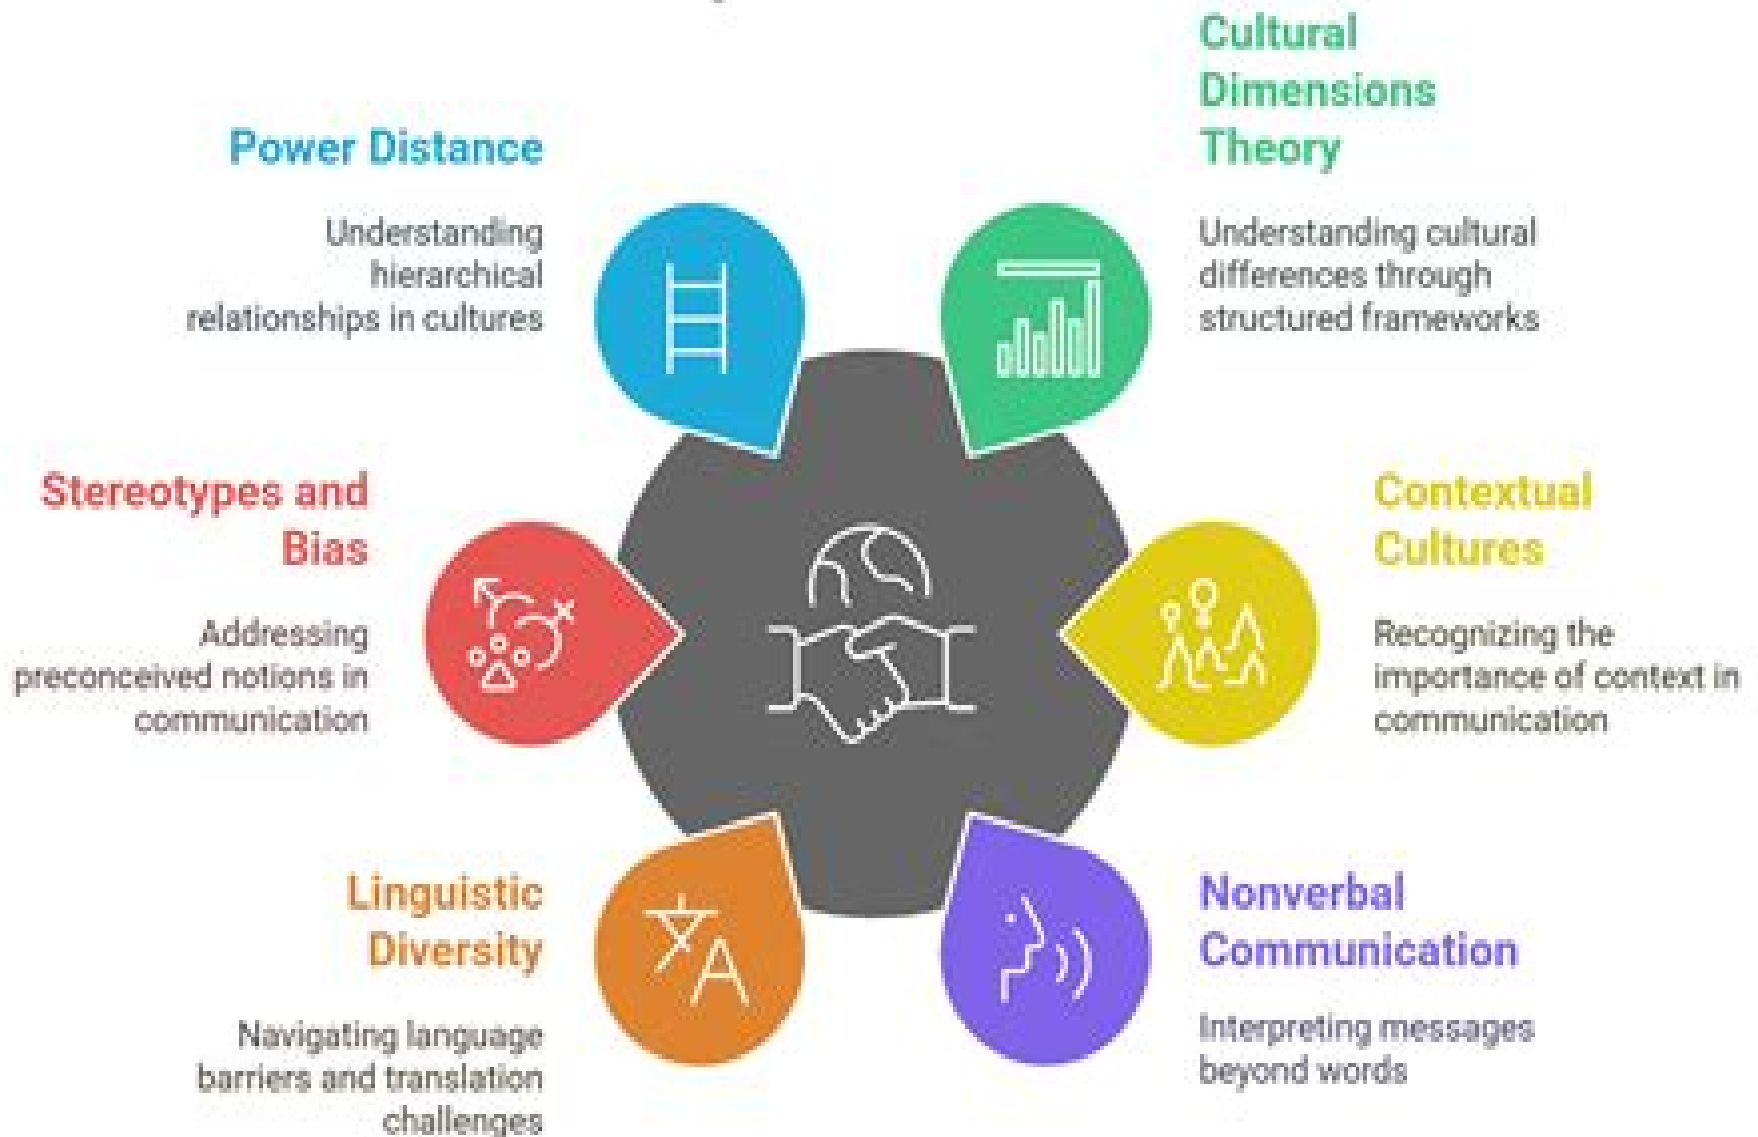 Power Distance
Understanding
hierarchical
relationships in cultures
Cultural
Dimensions
Theory
Understanding cultural
differences through
structured frameworks
Stereotypes and
Bias
Addressing
preconceived notions in
communication
Contextual
Cultures
Recognizing the
importance of context in
communication
Linguistic
Diversity
Navigating language
barriers and translation
challenges
Nonverbal
Communication
Interpreting messages
beyond words